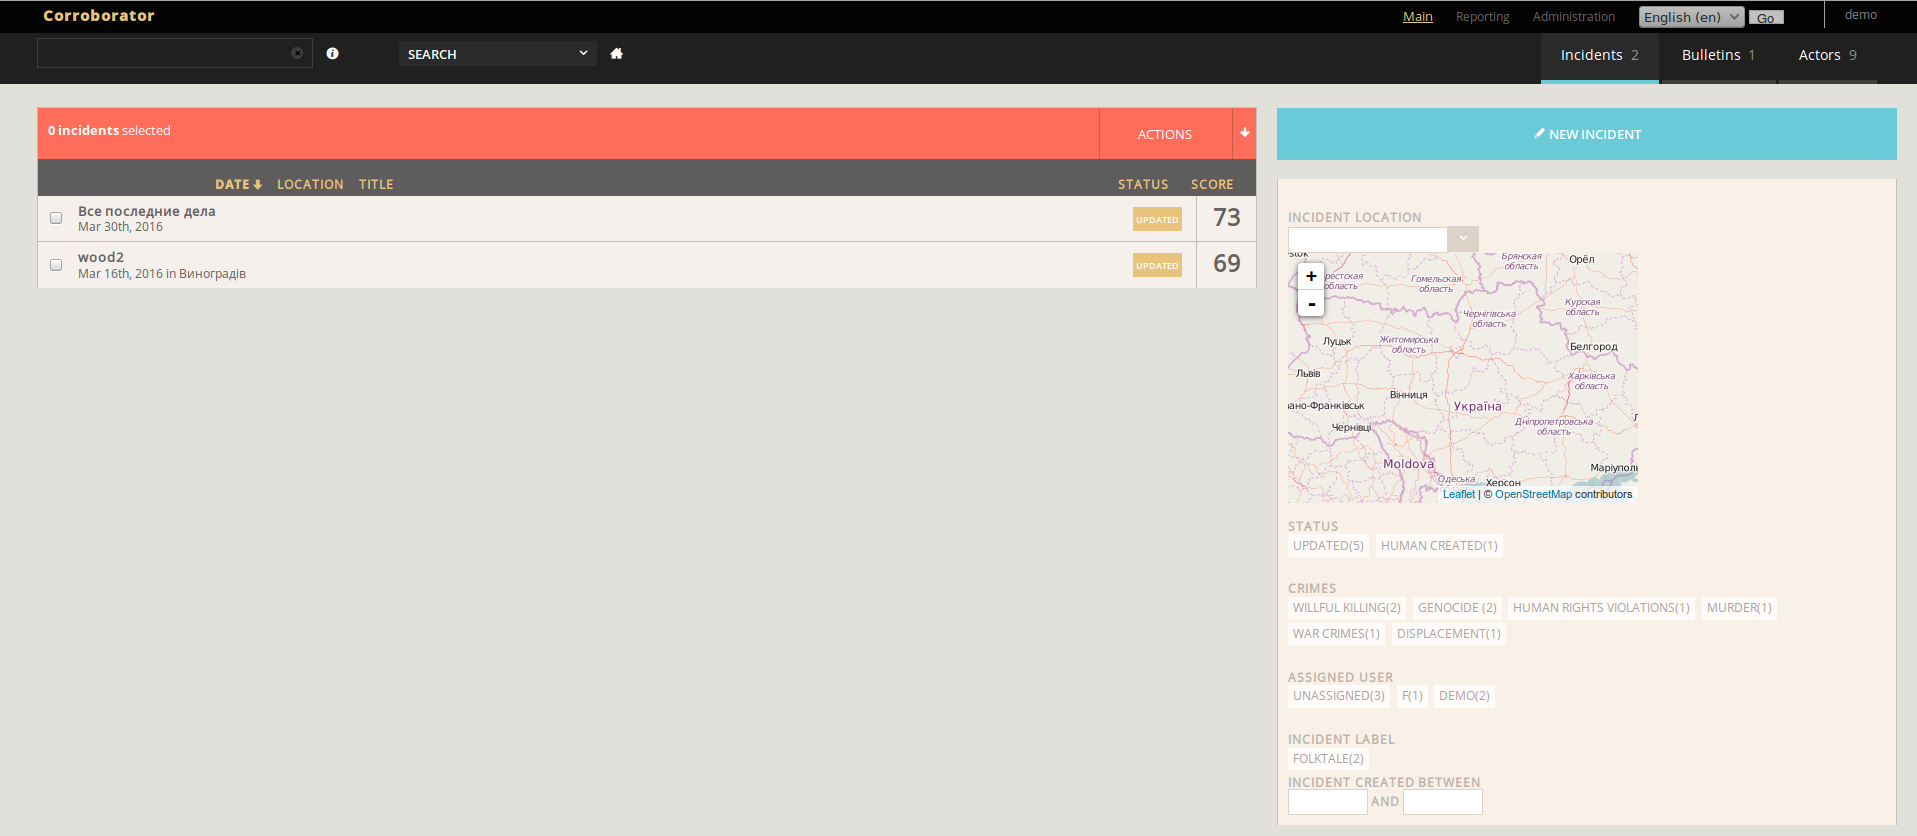 Corroborator
Main Reporting Administration English (en) Go demo
SEARCH
Incidents 2 Bulletins 1 Actors 9
0 incidents selected
ACTIONS
NEW INCIDENT
DATE LOCATION TITLE STATUS SCORE
Все последние дела
Mar 30th, 2016
UPDATED 73
wood2
Mar 16th, 2016 in Виноградів
UPDATED 69
INCIDENT LOCATION
+
-
Брянская
область
Орёл
рестская
область
Гомельская
область
Курская
область
Чернігівська
область
Луцьк
Житомирська
область
Белгород
Львів
Харківська
область
Вінниця
вано-Франківськ
Україна
Чернівці
Дніпропетровська
область
Moldova
Маріуполь
Одеська
Херсон
Leaflet | © OpenStreetMap contributors
STATUS
UPDATED(5) HUMAN CREATED(1)
CRIMES
WILLFUL KILLING(2) GENOCIDE (2) HUMAN RIGHTS VIOLATIONS(1) MURDER(1)
WAR CRIMES(1) DISPLACEMENT(1)
ASSIGNED USER
UNASSIGNED(3) F(1) DEMO(2)
INCIDENT LABEL
FOLKTALE(2)
INCIDENT CREATED BETWEEN
AND